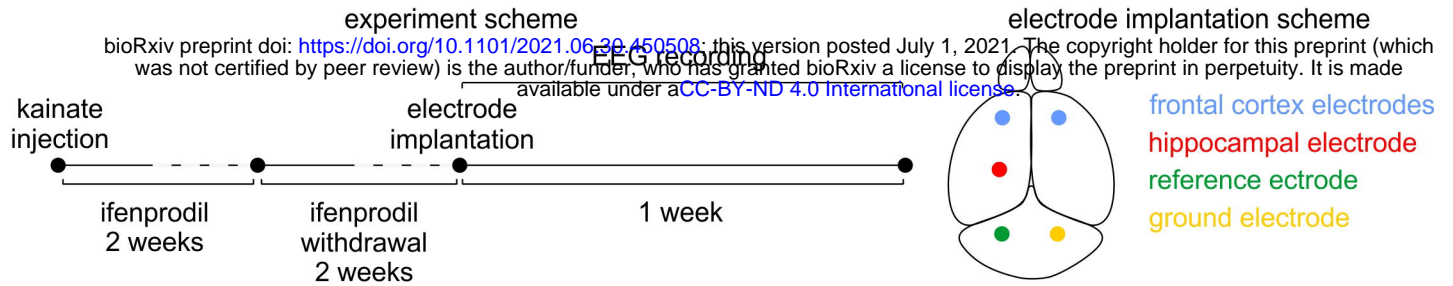 experiment scheme
electrode implantation scheme
bioRxiv preprint doi: https://doi.org/10.1101/2021.06.30.450508; this version posted July 1, 2021. The copyright holder for this preprint (which
was not certified by peer review) is the author/funder, who has granted bioRxiv a license to display the preprint in perpetuity. It is made
available under aCC-BY-ND 4.0 International license.
EEG recording
kainate
injection
electrode
implantation
ifenprodil
2 weeks
ifenprodil
withdrawal
2 weeks
1 week
frontal cortex electrodes
hippocampal electrode
reference ectrode
ground electrode